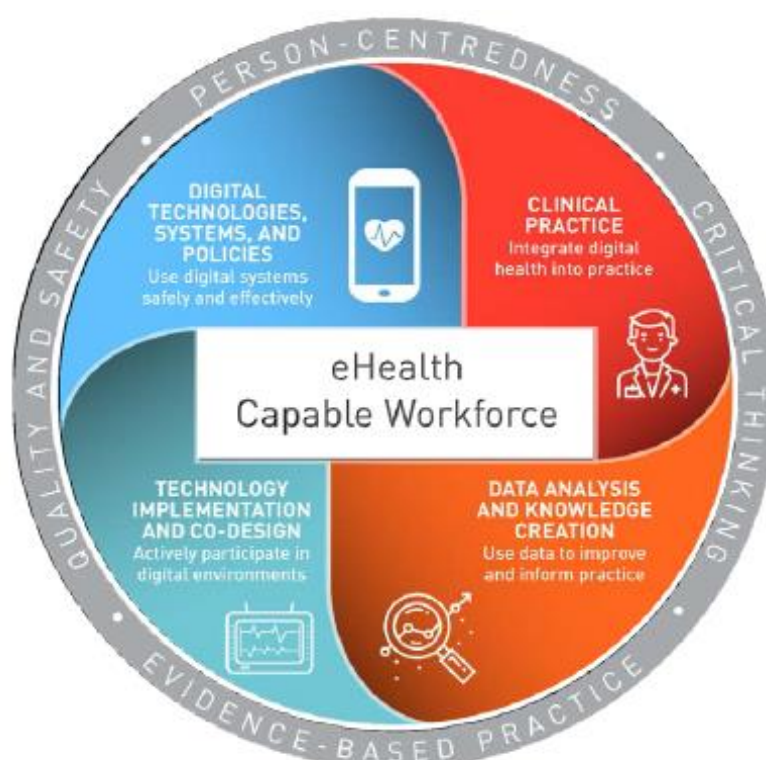 PERSON-CENTREDNESS
CRITICAL THINKING
EVIDENCE-BASED PRACTICE
QUALITY AND SAFETY
DIGITAL
TECHNOLOGIES,
SYSTEMS, AND
POLICIES
Use digital systems
safely and effectively
CLINICAL
PRACTICE
Integrate digital
health into practice
eHealth
Capable Workforce
TECHNOLOGY
IMPLEMENTATION
AND CO-DESIGN
Actively participate in
digital environments
DATA ANALYSIS
AND KNOWLEDGE
CREATION
Use data to improve
and inform practice